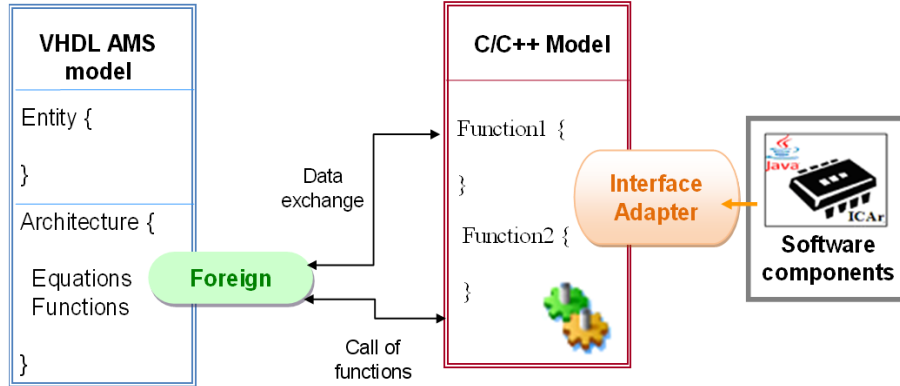 VHDL AMS
model
Entity {
}
Architecture {
Equations
Functions
}
Foreign
Data
exchange
Call of
functions
C/C++ Model
Function1 {
}
Function2 {
}
Interface
Adapter
Java
ICAr
Software
components